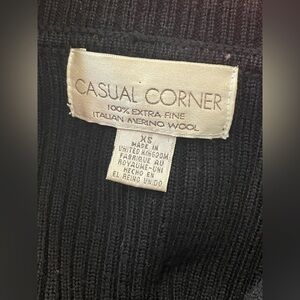 CASUAL CORNER
100% EXTRA FINE
ITALIAN MERINO WOOL
XS
MADE IN
UNITED KINGDOM
FABRIQUE AU
ROYAUME-UNI
HECHO EN
EL REINO UNIDO